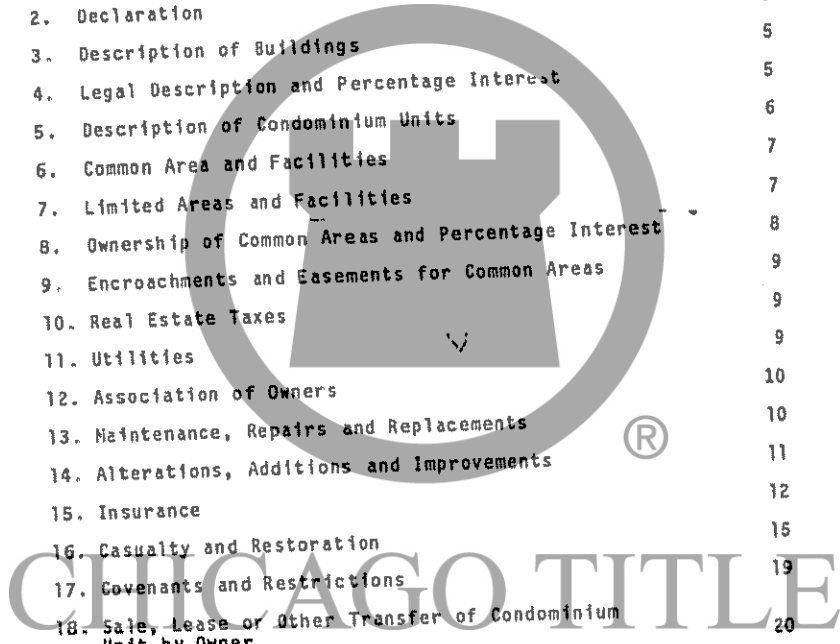 2. Declaration
3. Description of Buildings 5
4. Legal Description and Percentage Interest 5
5. Description of Condominium Units 6
6. Common Area and Facilities 7
7. Limited Areas and Facilities 7
8. Ownership of Common Areas and Percentage Interest 8
9. Encroachments and Easements for Common Areas 9
10. Real Estate Taxes 9
11. Utilities 9
12. Association of Owners 10
13. Maintenance, Repairs and Replacements 10
14. Alterations, Additions and Improvements 11
15. Insurance 12
16. Casualty and Restoration 15
17. Covenants and Restrictions 19
18. Sale, Lease or Other Transfer of Condominium
Unit by Owner 20
®
CHICAGO TITLE